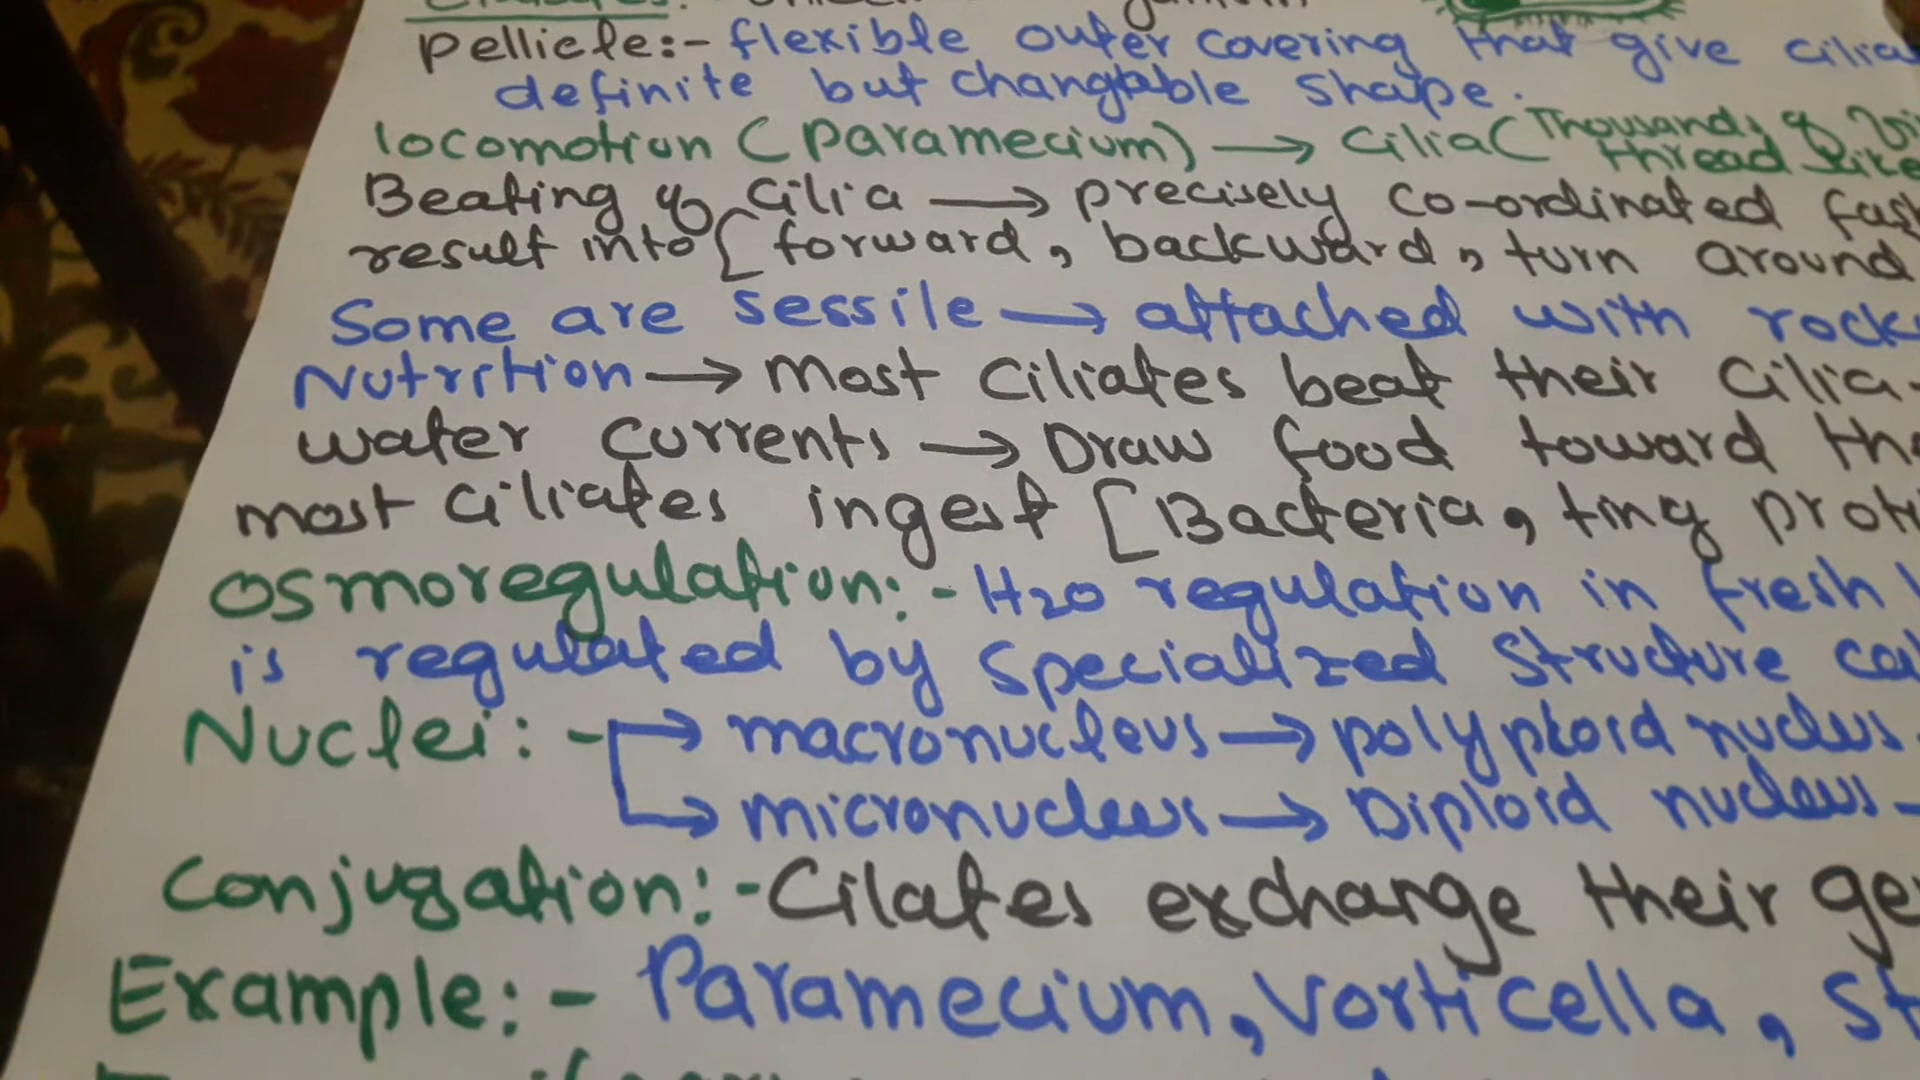 Ciliates:-
Pellicle:- flexible outer covering that give
definite but changable shape.
locomotion (Paramecium) → Cilia (Thousands of
thread like
Beating of Cilia → precisely co-ordinated
result into [forward, backward, turn around
Some are sessile → attached with rock
Nutrition → most ciliates beat their cilia
water currents → Draw food toward
most ciliates ingest [Bacteria, tiny
Osmoregulation:- H2O regulation in fresh
is regulated by specialized structure
Nuclei:- → macronucleus → polyploid nucleus
→ micronucleus → Diploid nucleus -
Conjugation:- Cilates exchange their
Example:- Paramecium, Vorticella,